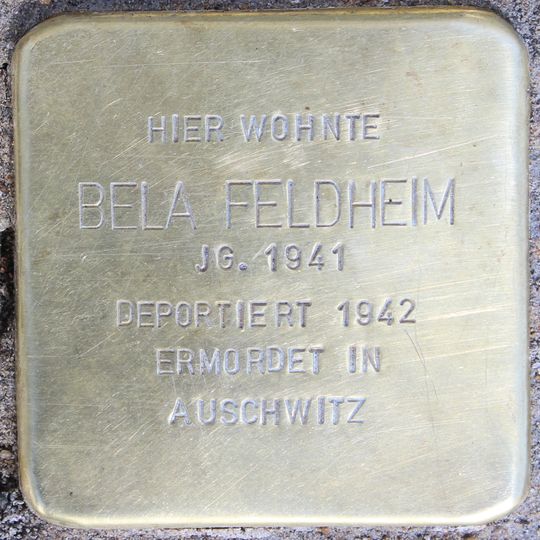 HIER WOHNTE
BELA FELDHEIM
JG. 1941
DEPORTIERT 1942
ERMORDET IN
AUSCHWITZ